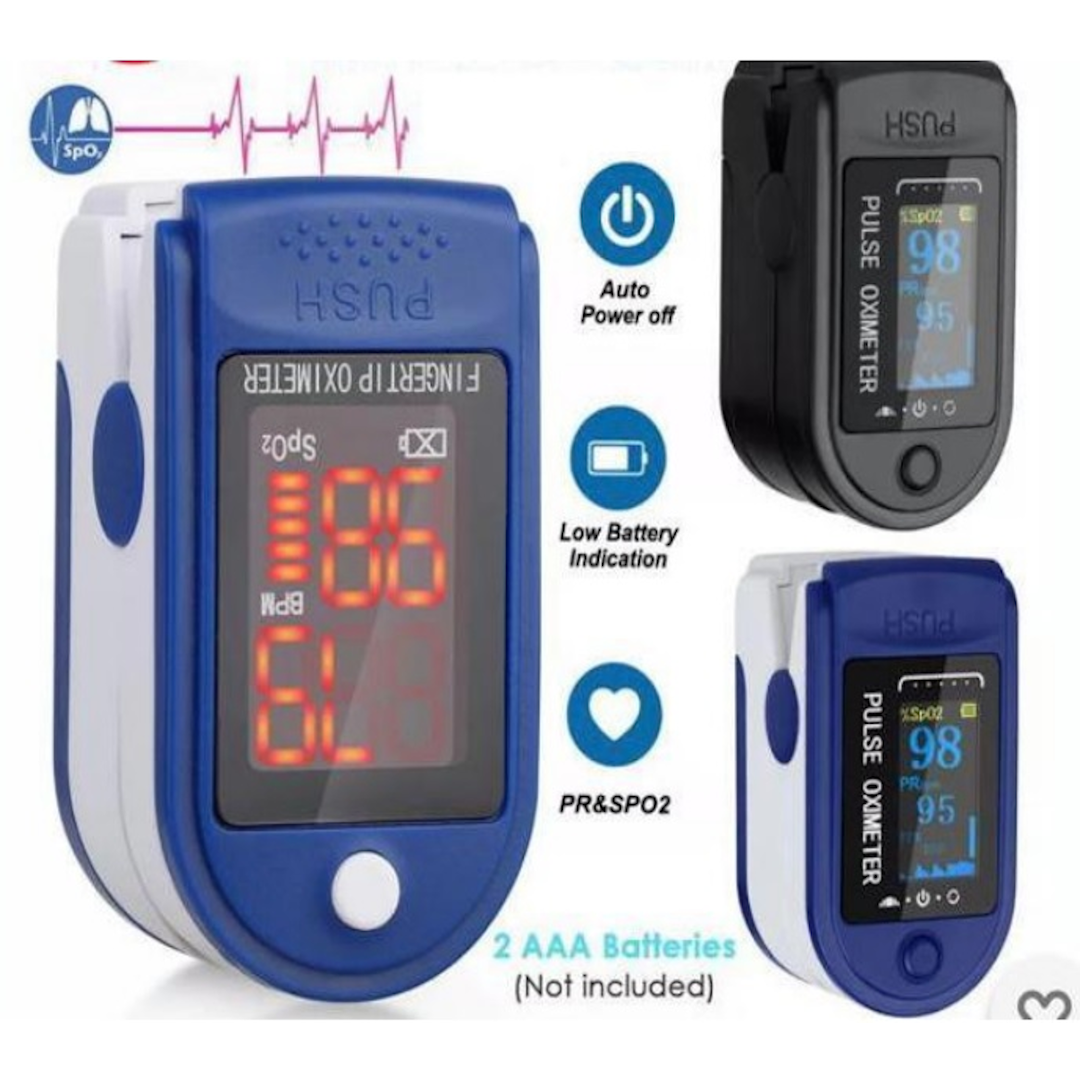 SpO₂
PUSH
FINGERTIP OXIMETER
SpO2
98
BPM
79
Auto
Power off
Low Battery
Indication
PR&SPO2
2 AAA Batteries
(Not included)
PUSH
PULSE OXIMETER
%SpO2
98
PR
95
PUSH
PULSE OXIMETER
%SpO2
98
PR
95